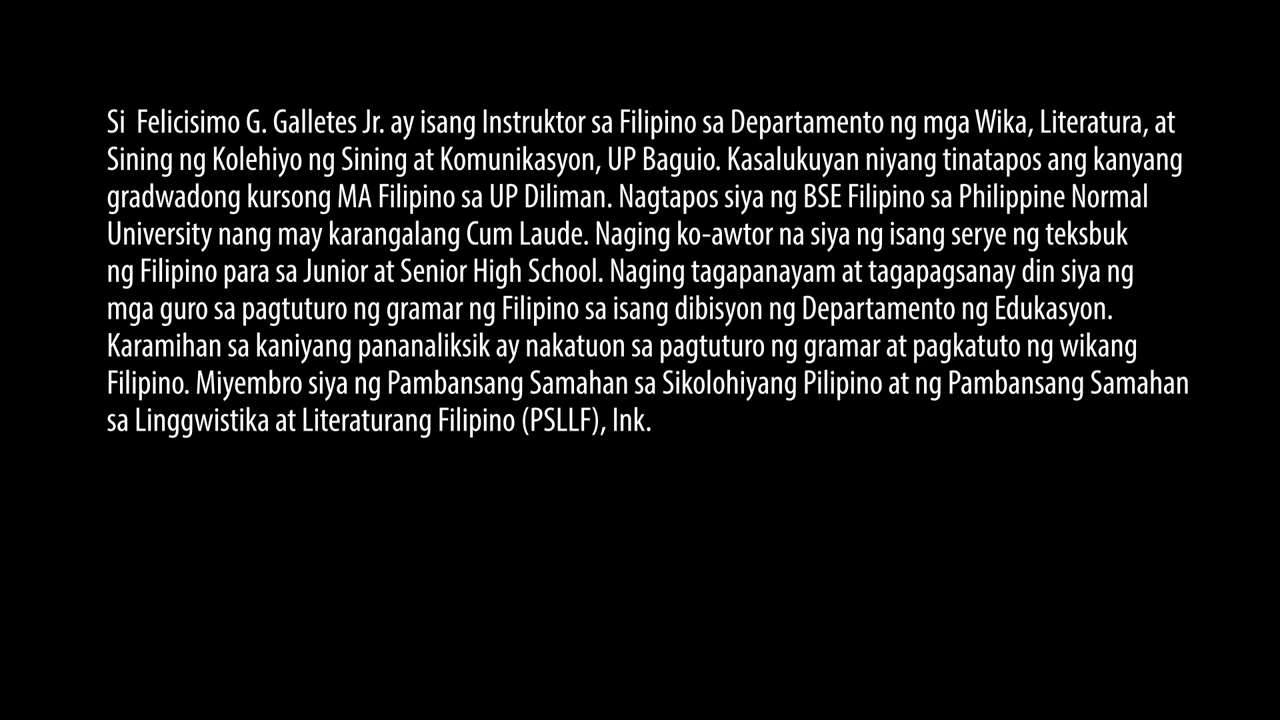 Si  Felicisimo G. Galletes Jr. ay isang Instruktor sa Filipino sa Departamento ng mga Wika, Literatura, at
Sining ng Kolehiyo ng Sining at Komunikasyon, UP Baguio. Kasalukuyan niyang tinatapos ang kanyang
gradwadong kursong MA Filipino sa UP Diliman. Nagtapos siya ng BSE Filipino sa Philippine Normal
University nang may karangalang Cum Laude. Naging ko-awtor na siya ng isang serye ng teksbuk
ng Filipino para sa Junior at Senior High School. Naging tagapanayam at tagapagsanay din siya ng
mga guro sa pagtuturo ng gramar ng Filipino sa isang dibisyon ng Departamento ng Edukasyon.
Karamihan sa kaniyang pananaliksik ay nakatuon sa pagtuturo ng gramar at pagkatuto ng wikang
Filipino. Miyembro siya ng Pambansang Samahan sa Sikolohiyang Pilipino at ng Pambansang Samahan
sa Linggwistika at Literaturang Filipino (PSLLF), Ink.